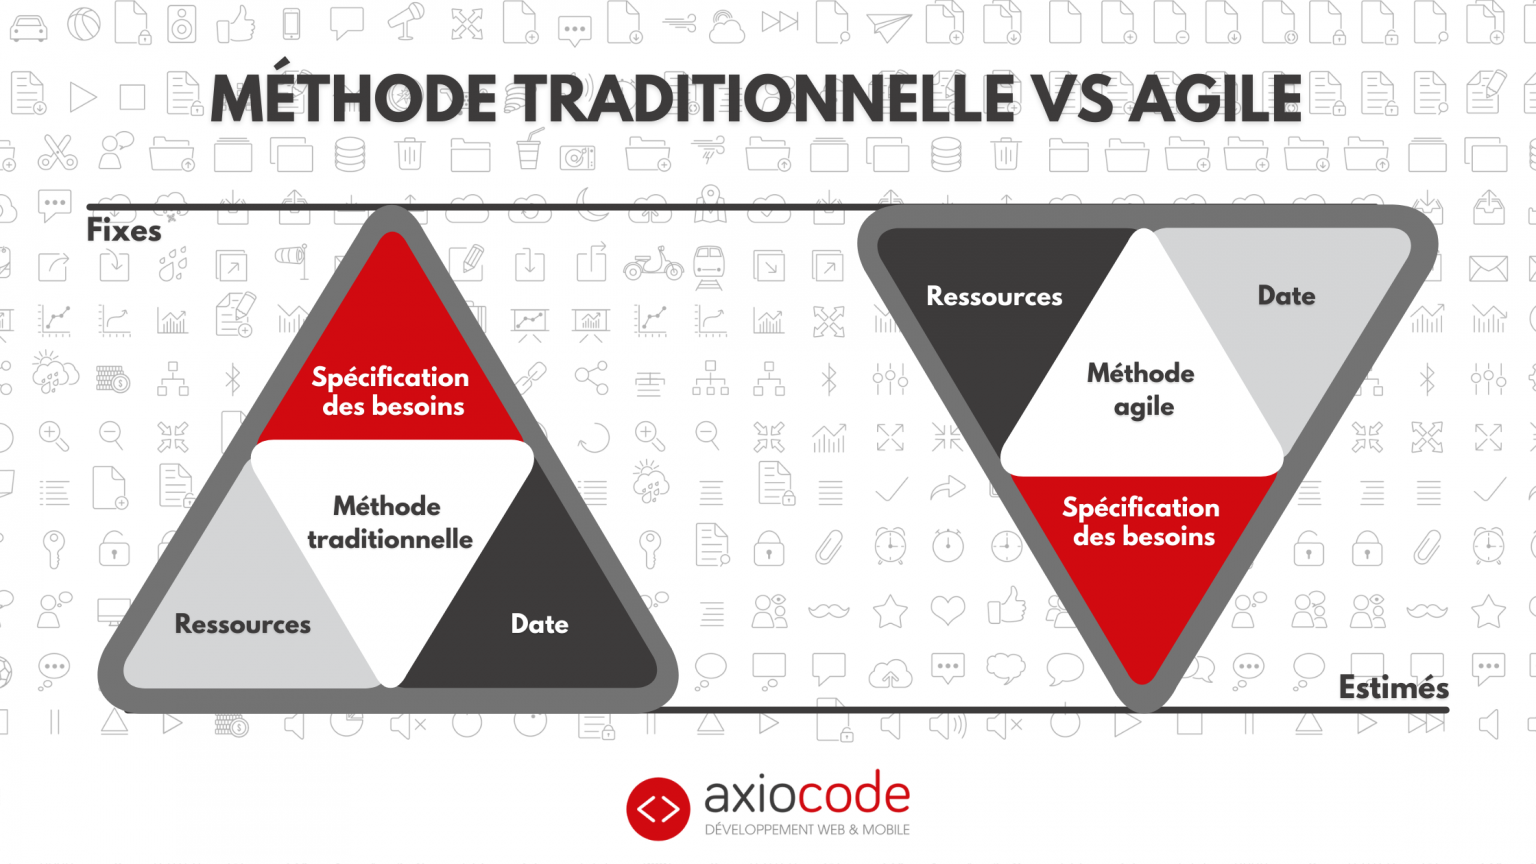 MÉTHODE TRADITIONNELLE VS AGILE
Fixes
Spécification
des besoins
Méthode
traditionnelle
Ressources
Date
Ressources
Date
Méthode
agile
Spécification
des besoins
Estimés
axiocode
DÉVELOPPEMENT WEB & MOBILE